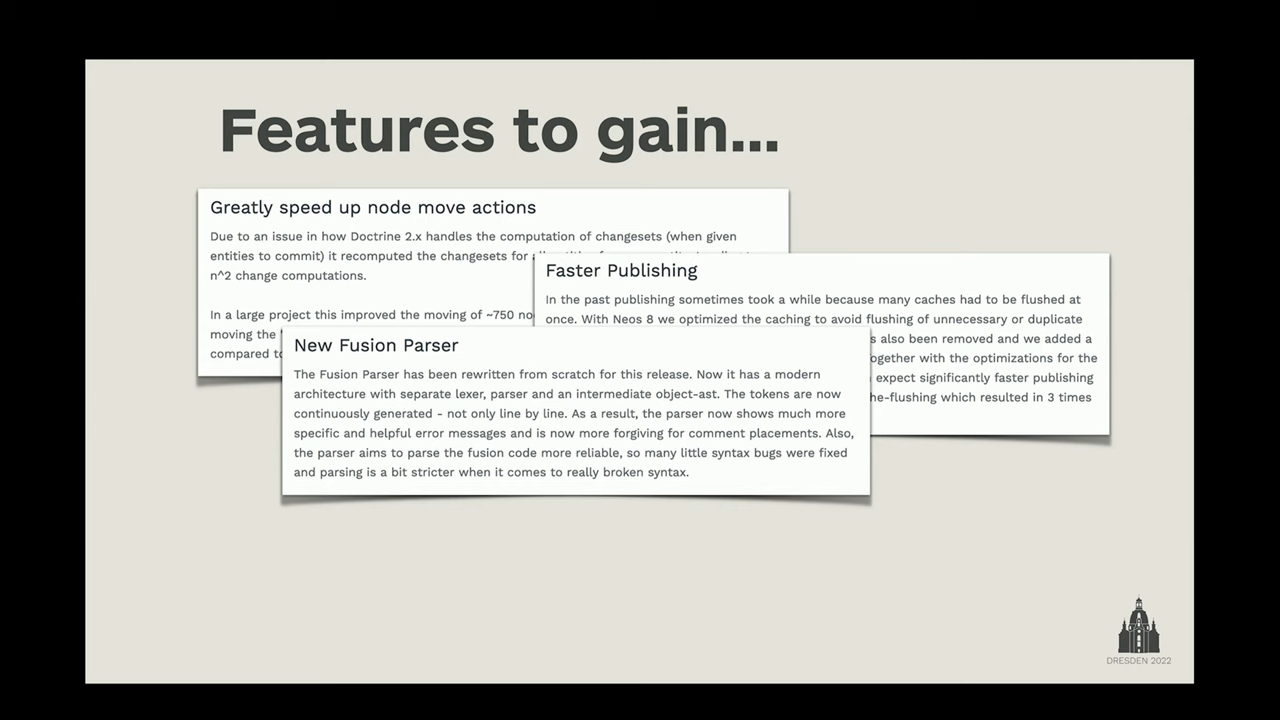 Features to gain...
Greatly speed up node move actions
Due to an issue in how Doctrine 2.x handles the computation of changesets (when given
entities to commit) it recomputed the changesets for
n^2 change computations.
In a large project this improved the moving of ~750
moving the
compared
Faster Publishing
In the past publishing sometimes took a while because many caches had to be flushed at
once. With Neos 8 we optimized the caching to avoid flushing of unnecessary or duplicate
also been removed and we added a
together with the optimizations for the
expect significantly faster publishing
he-flushing which resulted in 3 times
New Fusion Parser
The Fusion Parser has been rewritten from scratch for this release. Now it has a modern
architecture with separate lexer, parser and an intermediate object-ast. The tokens are now
continuously generated - not only line by line. As a result, the parser now shows much more
specific and helpful error messages and is now more forgiving for comment placements. Also,
the parser aims to parse the fusion code more reliable, so many little syntax bugs were fixed
and parsing is a bit stricter when it comes to really broken syntax.
DRESDEN 2022